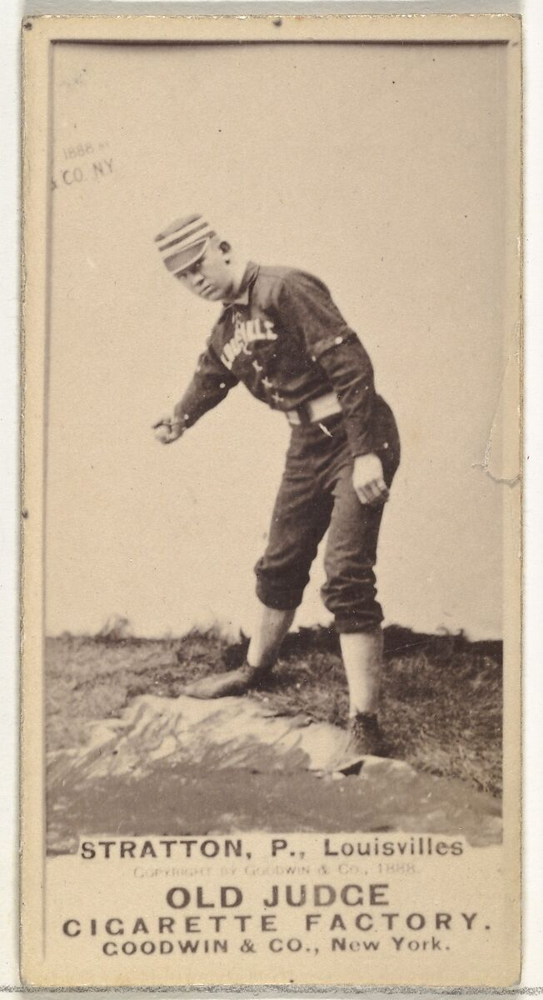 1888
& CO. NY.
LOUISVILLE
STRATTON, P., Louisvilles
COPYRIGHT BY GOODWIN & CO., 1888.
OLD JUDGE
CIGARETTE FACTORY.
GOODWIN & CO., New York.